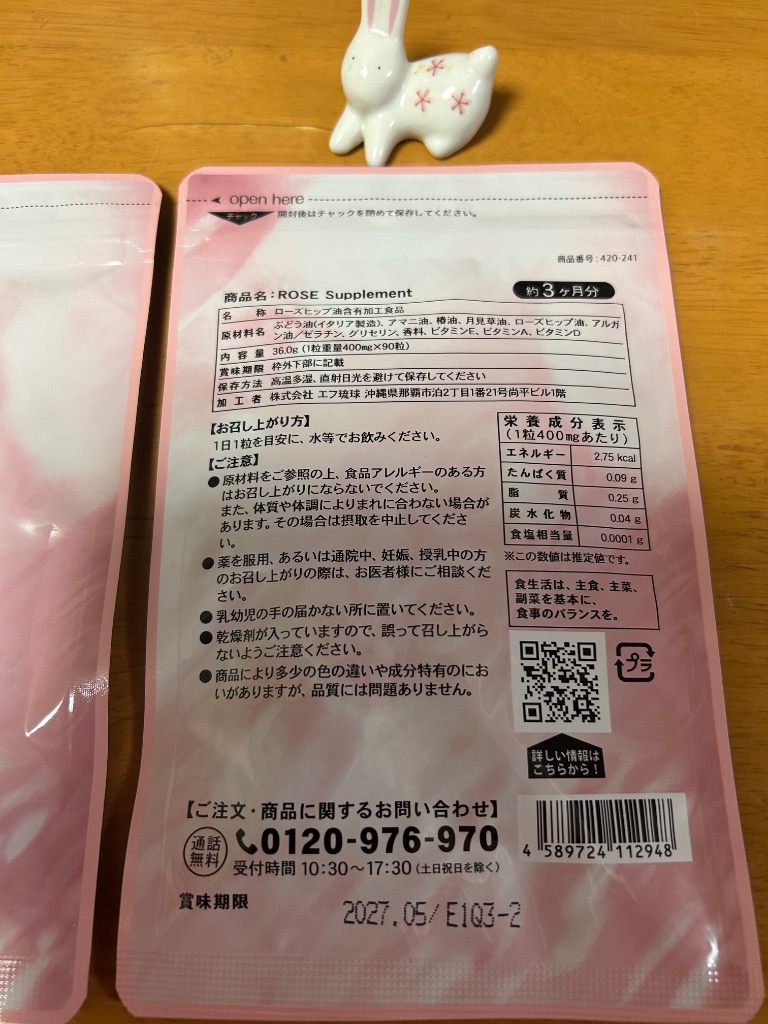 open here
チャック 開封後はチャックを閉めて保存してください。
商品番号:420-241
商品名:ROSE Supplement 約3ヶ月分
名称 ローズヒップ油含有加工食品
原材料名 ぶどう油(イタリア製造)、アマニ油、椿油、月見草油、ローズヒップ油、アルガ
ン油/ゼラチン、グリセリン、香料、ビタミンE、ビタミンA、ビタミンD
内容量 36.0g (1粒重量400mg×90粒)
賞味期限 枠外下部に記載
保存方法 高温多湿、直射日光を避けて保存してください
加工者 株式会社 エフ琉球 沖縄県那覇市泊2丁目1番21号尚平ビル1階
【お召し上がり方】
1日1粒を目安に、水等でお飲みください。
【ご注意】
●原材料をご参照の上、食品アレルギーのある方
はお召し上がりにならないでください。
また、体質や体調によりまれに合わない場合が
あります。その場合は摂取を中止してくださ
い。
●薬を服用、あるいは通院中、妊娠、授乳中の方
のお召し上がりの際は、お医者様にご相談くだ
さい。
●乳幼児の手の届かない所に置いてください。
●乾燥剤が入っていますので、誤って召し上がら
ないようご注意ください。
●商品により多少の色の違いや成分特有のにお
いがありますが、品質には問題ありません。
栄養成分表示
(1粒400mgあたり)
エネルギー 2.75 kcal
たんぱく質 0.09 g
脂質 0.25 g
炭水化物 0.04 g
食塩相当量 0.0001 g
※この数値は推定値です。
食生活は、主食、主菜、
副菜を基本に、
食事のバランスを。
プラ
詳しい情報は
こちらから!
【ご注文・商品に関するお問い合わせ】
通話無料 0120-976-970
受付時間 10:30〜17:30 (土日祝日を除く)
4 589724 112948
賞味期限 2027.05/E1Q3-2